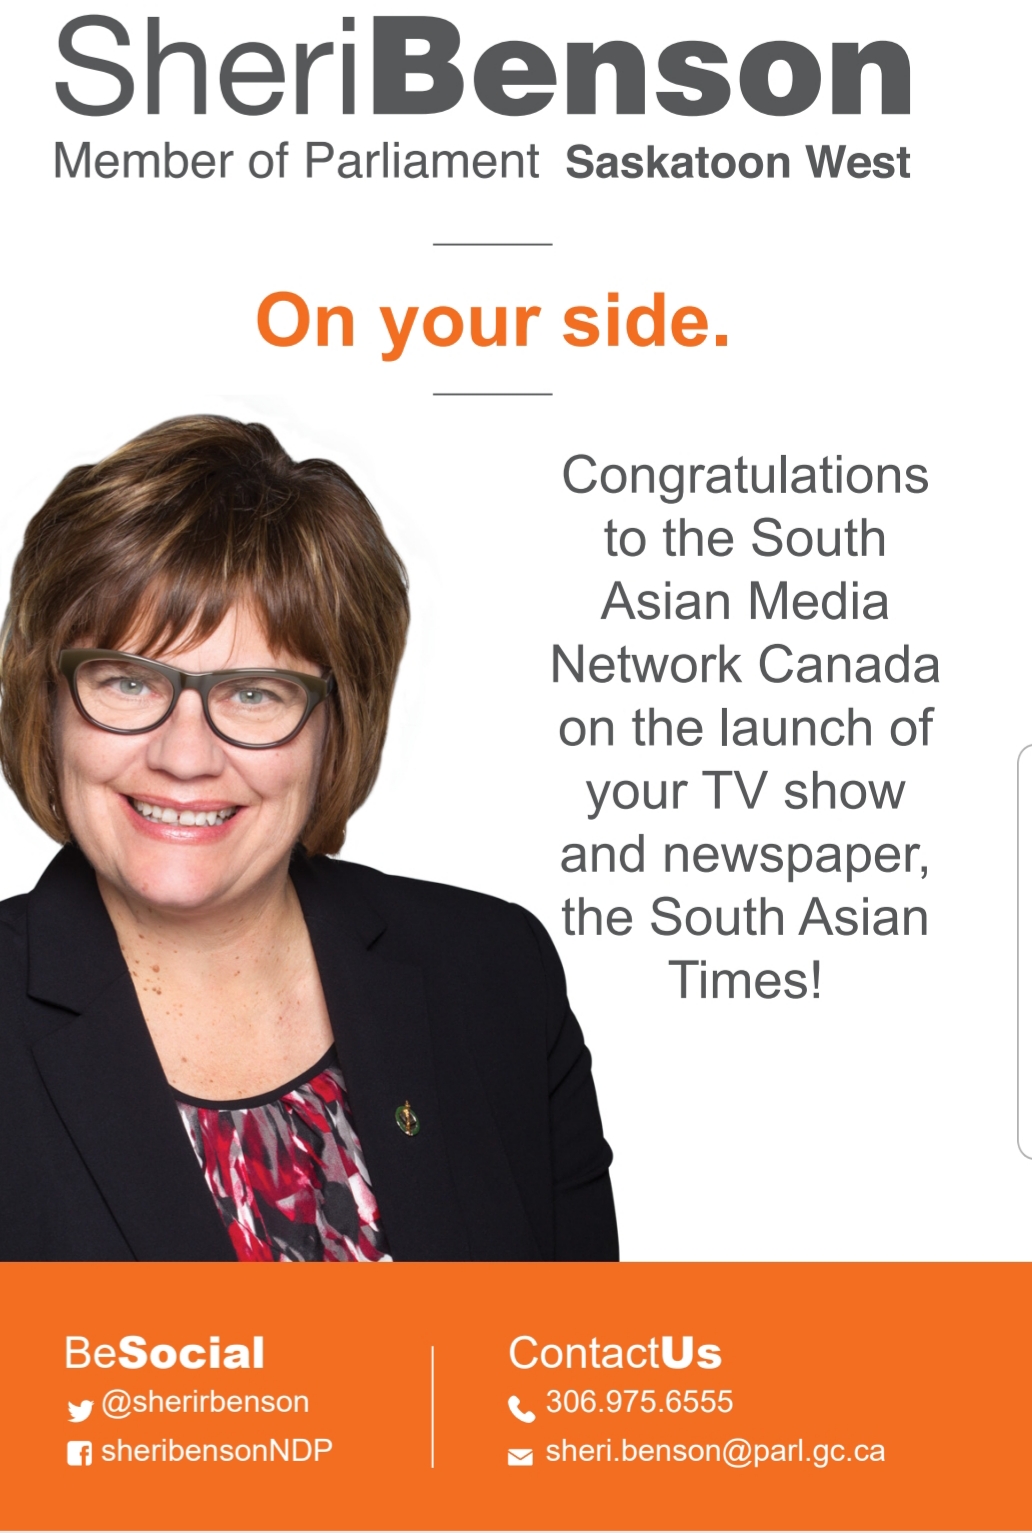 SheriBenson
Member of Parliament Saskatoon West
On your side.
Congratulations
to the South
Asian Media
Network Canada
on the launch of
your TV show
and newspaper,
the South Asian
Times!
BeSocial
@sherirbenson
sheribensonNDP
ContactUs
306.975.6555
sheri.benson@parl.gc.ca